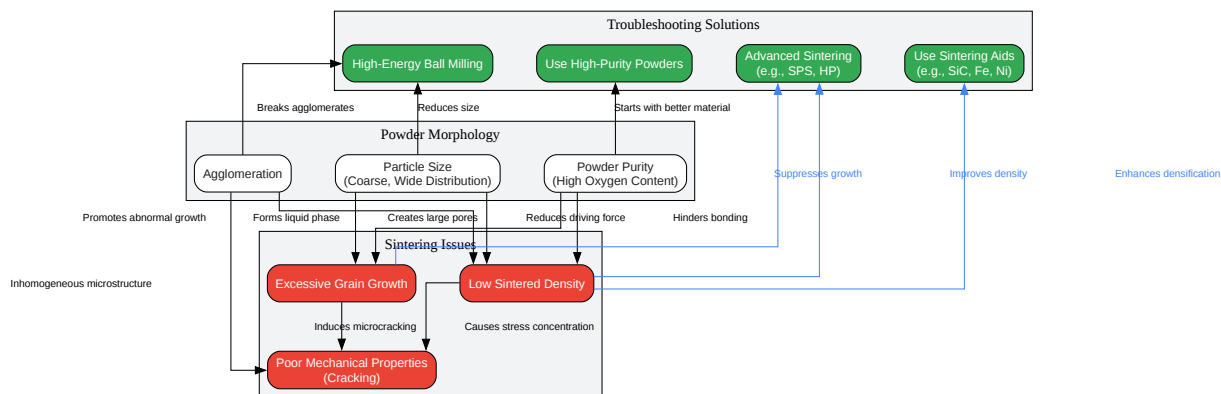 Troubleshooting Solutions
High-Energy Ball Milling
Use High-Purity Powders
Advanced Sintering
(e.g., SPS, HP)
Use Sintering Aids
(e.g., SiC, Fe, Ni)
Breaks agglomerates
Reduces size
Starts with better material
Powder Morphology
Agglomeration
Particle Size
(Coarse, Wide Distribution)
Powder Purity
(High Oxygen Content)
Suppresses growth
Improves density
Enhances densification
Promotes abnormal growth
Forms liquid phase
Creates large pores
Reduces driving force
Hinders bonding
Sintering Issues
Inhomogeneous microstructure
Excessive Grain Growth
Low Sintered Density
Induces microcracking
Causes stress concentration
Poor Mechanical Properties
(Cracking)